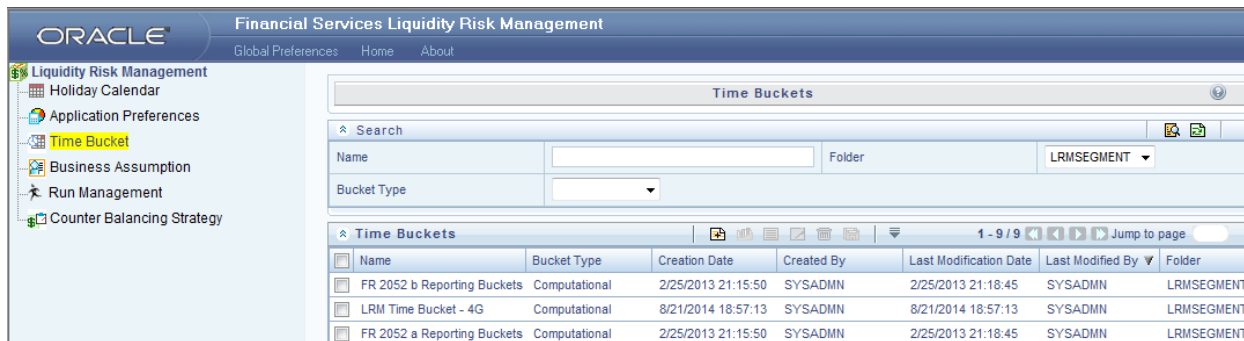 ORACLE
Financial Services Liquidity Risk Management
Global Preferences Home About
Liquidity Risk Management
Holiday Calendar
Application Preferences
Time Bucket
Business Assumption
Run Management
Counter Balancing Strategy
Time Buckets
Search
Name Folder LRMSEGMENT
Bucket Type
Time Buckets 1 - 9 / 9 Jump to page
Name Bucket Type Creation Date Created By Last Modification Date Last Modified By Folder
FR 2052 b Reporting Buckets Computational 2/25/2013 21:15:50 SYSADMN 2/25/2013 21:18:45 SYSADMN LRMSEGMENT
LRM Time Bucket - 4G Computational 8/21/2014 18:57:13 SYSADMN 8/21/2014 18:57:13 SYSADMN LRMSEGMENT
FR 2052 a Reporting Buckets Computational 2/25/2013 21:15:50 SYSADMN 2/25/2013 21:18:45 SYSADMN LRMSEGMENT